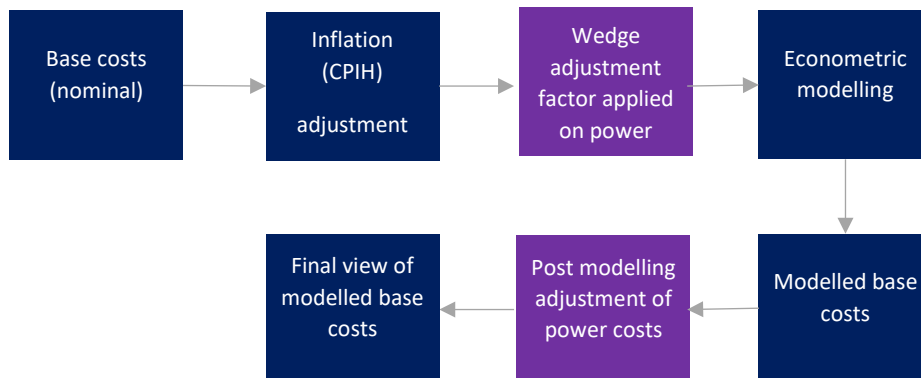 Base costs
(nominal)
Inflation
(CPIH)
adjustment
Wedge
adjustment
factor applied
on power
Econometric
modelling
Modelled base
costs
Post modelling
adjustment of
power costs
Final view of
modelled base
costs